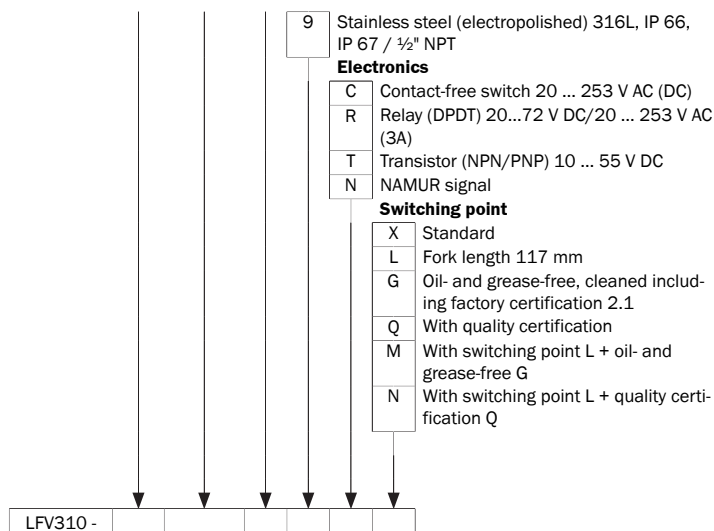 9 Stainless steel (electropolished) 316L, IP 66,
IP 67 / ½" NPT
Electronics
C Contact-free switch 20 ... 253 V AC (DC)
R Relay (DPDT) 20...72 V DC/20 ... 253 V AC
(3A)
T Transistor (NPN/PNP) 10 ... 55 V DC
N NAMUR signal
Switching point
X Standard
L Fork length 117 mm
G Oil- and grease-free, cleaned includ-
ing factory certification 2.1
Q With quality certification
M With switching point L + oil- and
grease-free G
N With switching point L + quality certi-
fication Q
LFV310 -